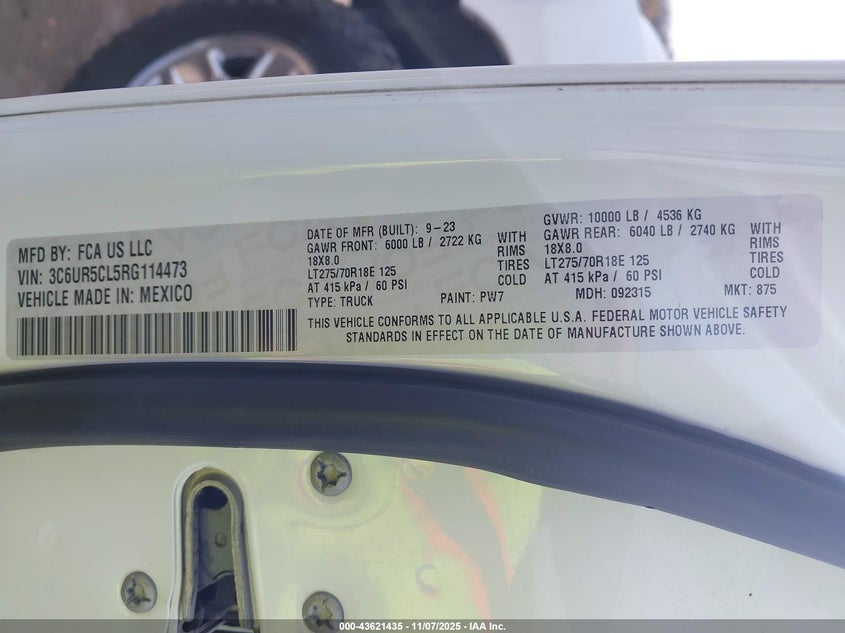 MFD BY: FCA US LLC
VIN: 3C6UR5CL5RG114473
VEHICLE MADE IN: MEXICO
DATE OF MFR (BUILT): 9-23
GAWR FRONT: 6000 LB / 2722 KG WITH
18X8.0 RIMS
LT275/70R18E 125 TIRES
AT 415 kPa / 60 PSI COLD
TYPE: TRUCK PAINT: PW7
GVWR: 10000 LB / 4536 KG
GAWR REAR: 6040 LB / 2740 KG WITH
18X8.0 RIMS
LT275/70R18E 125 TIRES
AT 415 kPa / 60 PSI COLD
MDH: 092315 MKT: 875
THIS VEHICLE CONFORMS TO ALL APPLICABLE U.S.A. FEDERAL MOTOR VEHICLE SAFETY
STANDARDS IN EFFECT ON THE DATE OF MANUFACTURE SHOWN ABOVE.
000-43621435 - 11/07/2025 - IAA Inc.